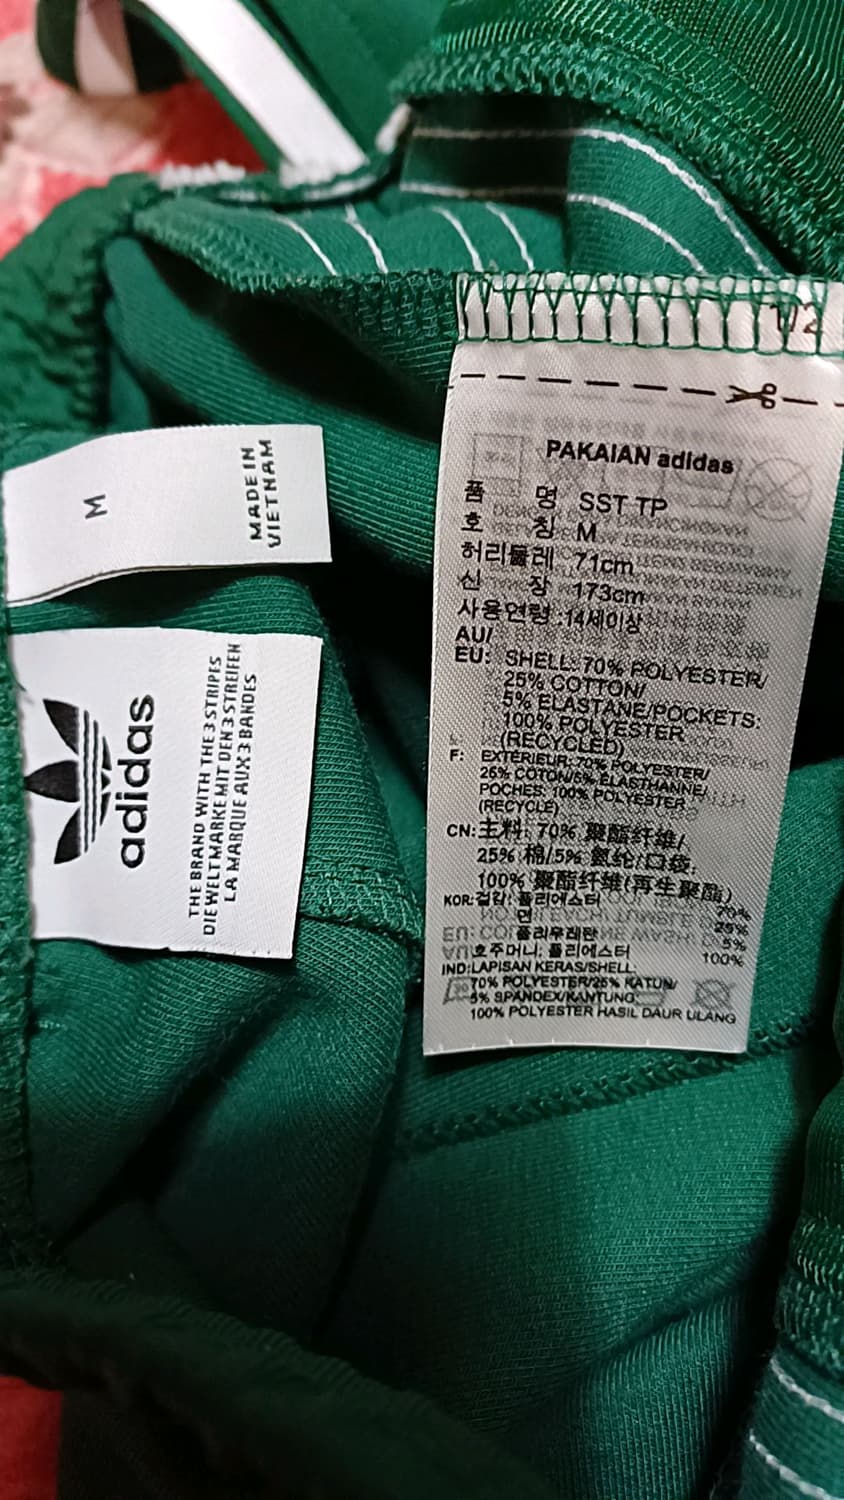 M
MADE IN
VIETNAM
adidas
THE BRAND WITH THE 3 STRIPES
DIE WELTMARKE MIT DEN 3 STREIFEN
LA MARQUE AUX 3 BANDES
1/2
PAKAIAN adidas
품 명 SST TP
호 칭 M
허리둘레 71cm
신 장 173cm
사용연령 :14세이상
AU/
EU: SHELL: 70% POLYESTER/
25% COTTON/
5% ELASTANE/POCKETS:
100% POLYESTER
(RECYCLED)
F: EXTÉRIEUR: 70% POLYESTER/
25% COTON/5% ÉLASTHANNE/
POCHES: 100% POLYESTER
(RECYCLÉ)
CN:主料: 70% 聚酯纤维/
25% 棉/5% 氨纶/口袋:
100% 聚酯纤维(再生聚酯)
KOR:겉감: 폴리에스터 70%
면 25%
폴리우레탄 5%
호주머니: 폴리에스터 100%
IND:LAPISAN KERAS/SHELL:
70% POLYESTER/25% KATUN/
5% SPANDEX/KANTUNG:
100% POLYESTER HASIL DAUR ULANG